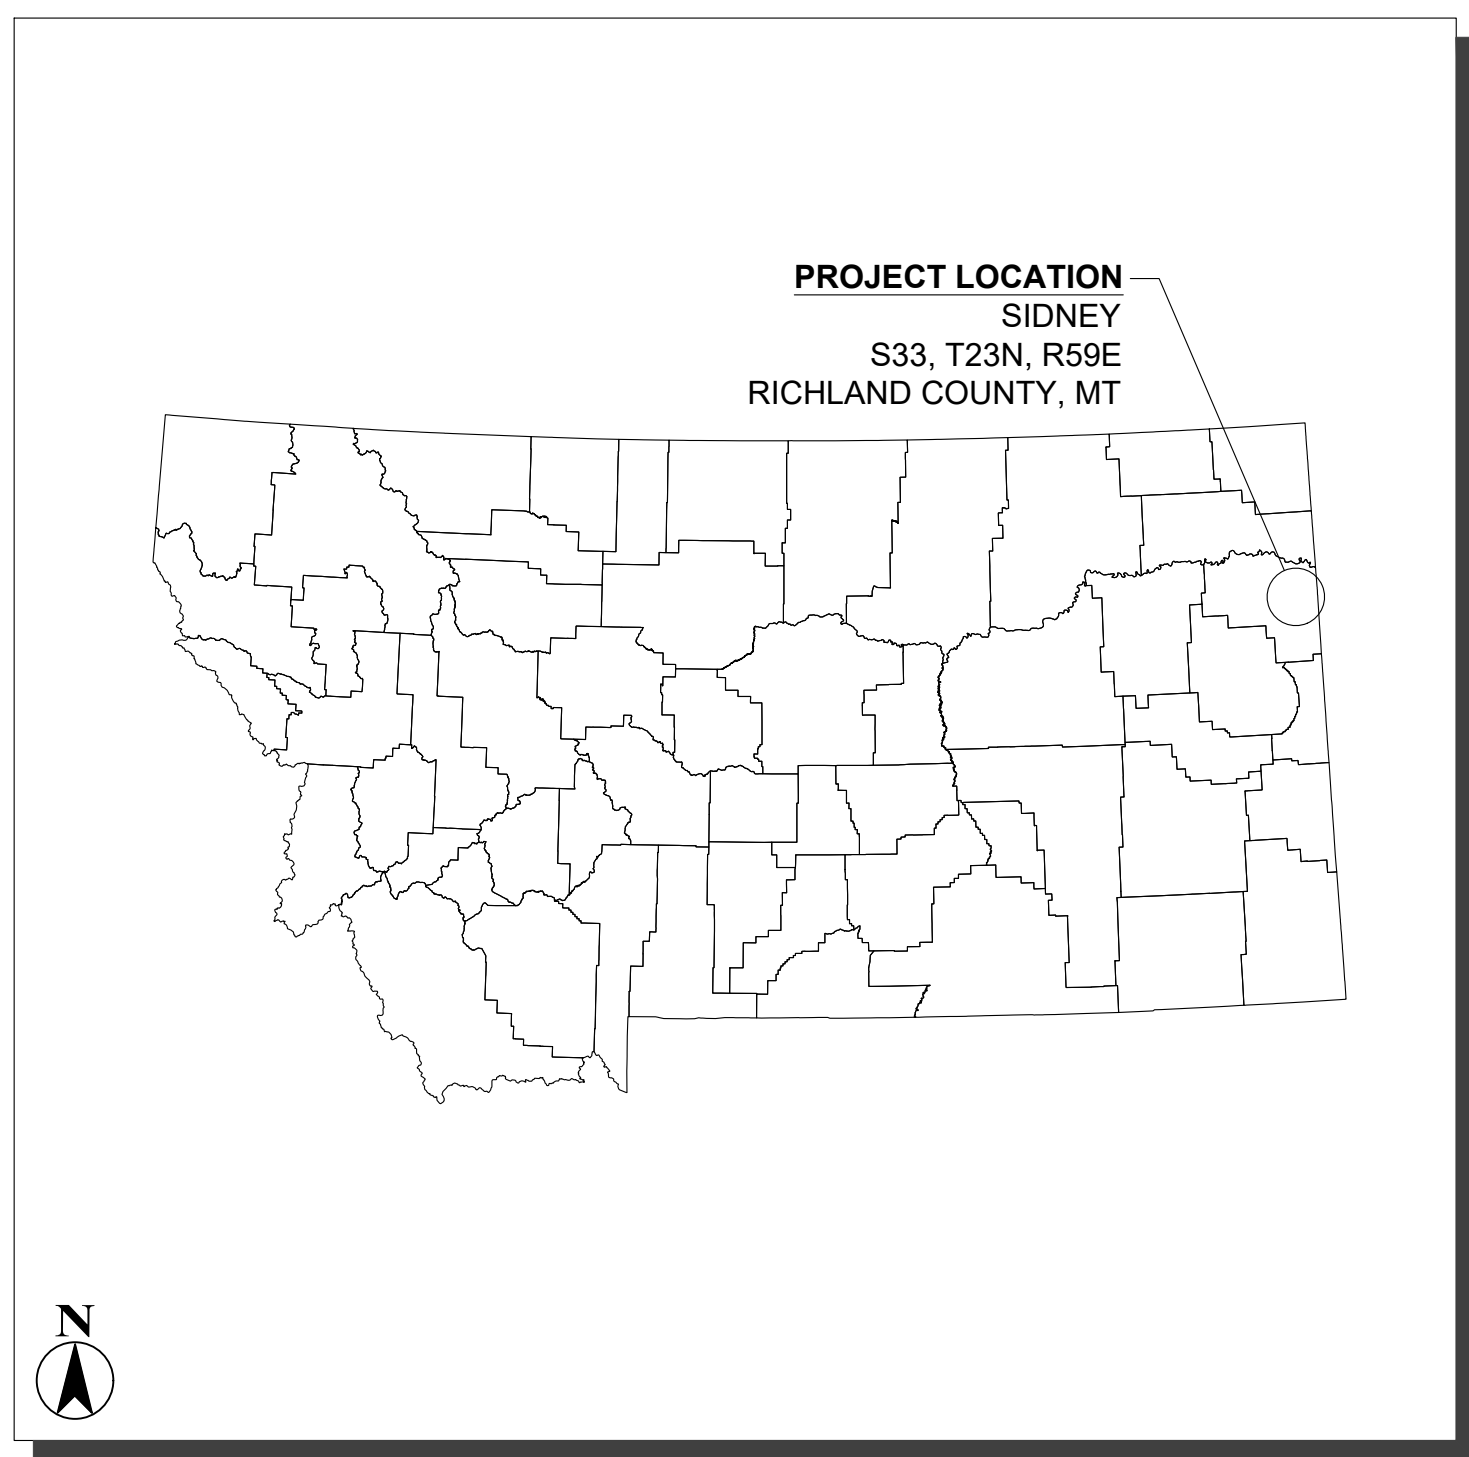 PROJECT LOCATION
SIDNEY
S33, T23N, R59E
RICHLAND COUNTY, MT
N